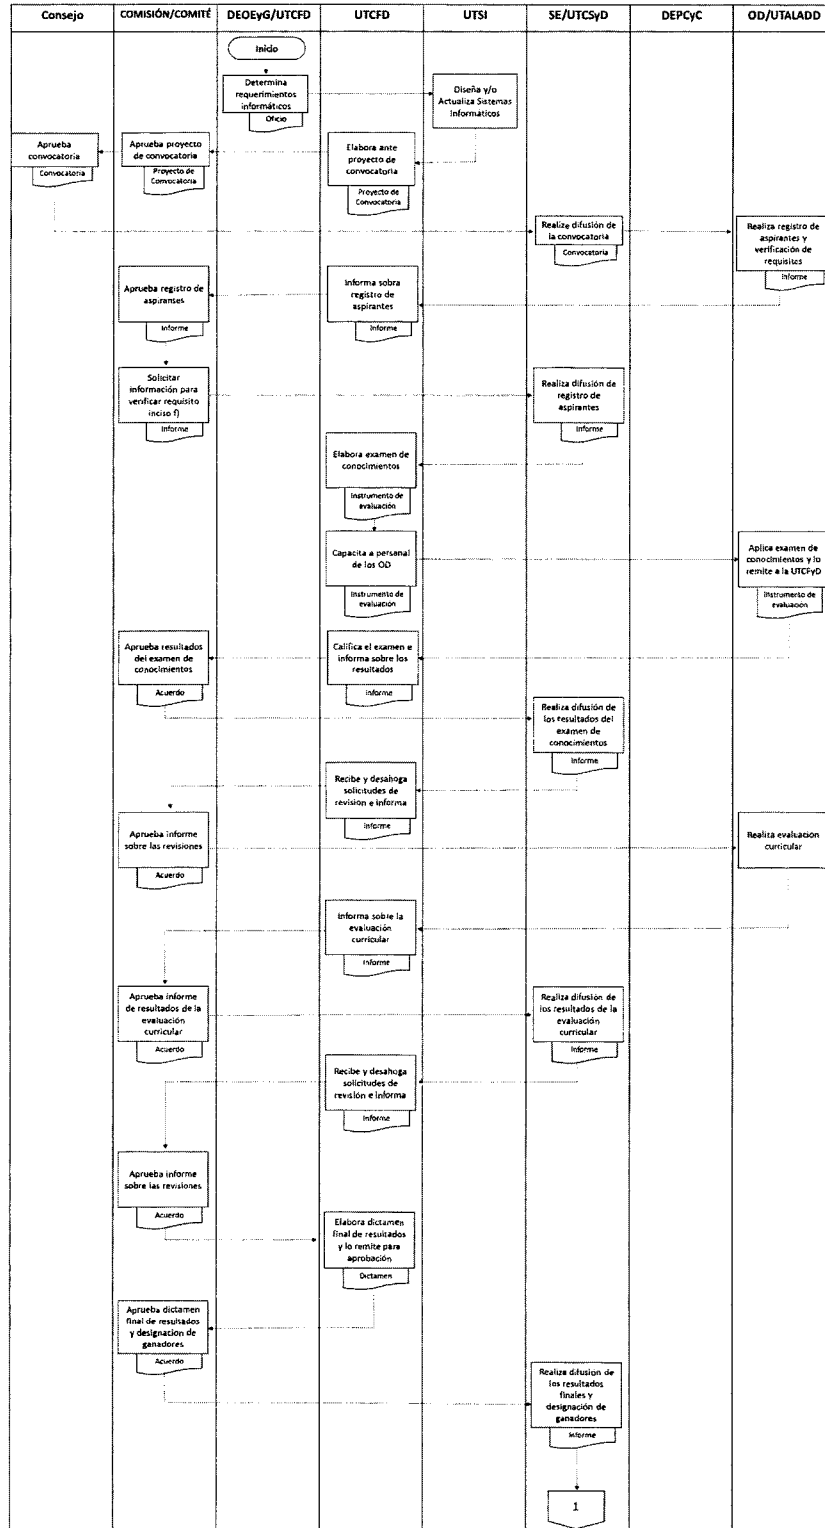 Consejo
COMISIÓN/COMITÉ
DEOEyG/UTCFD
UTCFD
UTSI
SE/UTCSyD
DEPCyC
OD/UTALADD
Inicio
Determina
requerimientos
informáticos
Oficio
Diseña y/o
Actualiza Sistemas
Informaticos
Aprueba
convocatoria
Convocatoria
Aprueba proyecto
de convocatoria
Proyecto de
Convocatoria
Elabora ante
proyecto de
convocatoria
Proyecto de
Convocatoria
Realize difusión de
la convocatoria
Convocatoria
Realiza registro de
aspirantes y
verificación de
requisites
Informe
Aprueba registro de
aspiranses
Informe
Informa sobra
registro de
aspirantes
Informe
Solicitar
información para
verificar requisito
inciso f)
Informe
Realiza difusión de
registro de
aspirantes
Informe
Elabora examen de
conocimientos
Instrumento de
evaluación
Capacita a personal
de los OD
Instrumento de
evaluación
Aplica examen de
conocimientos y lo
remite a la UTCFyD
Instrumento de
evaluación
Aprueba resultados
del examen de
conocimientos
Acuerdo
Califica el examen e
informa sobre los
resultados
Informe
Realiza difusión de
los resultados del
examen de
conocimientos
Informe
Recibe y desahoga
solicitudes de
revision e informa
Informe
Aprueba informe
sobre las revisiones
Acuerdo
Realiza evaluacion
curricular
Informa sobre la
evaluación
curricular
Informe
Aprueba informe
de resultados de la
evaluación
curricular
Acuerdo
Realiza difusión de
los resultados de la
evaluación
curricular
Informe
Recibe y desahoga
solicitudes de
revisión e informa
Informe
Aprueba informe
sobre las revisiones
Acuerdo
Elabora dictamen
final de resultados
y lo remite para
aprobación
Dictamen
Aprueba dictamen
final de resultados
y designacion de
ganadores
Acuerdo
Realiza difusion de
los resultados
finales y
designación de
ganadores
Informe
1